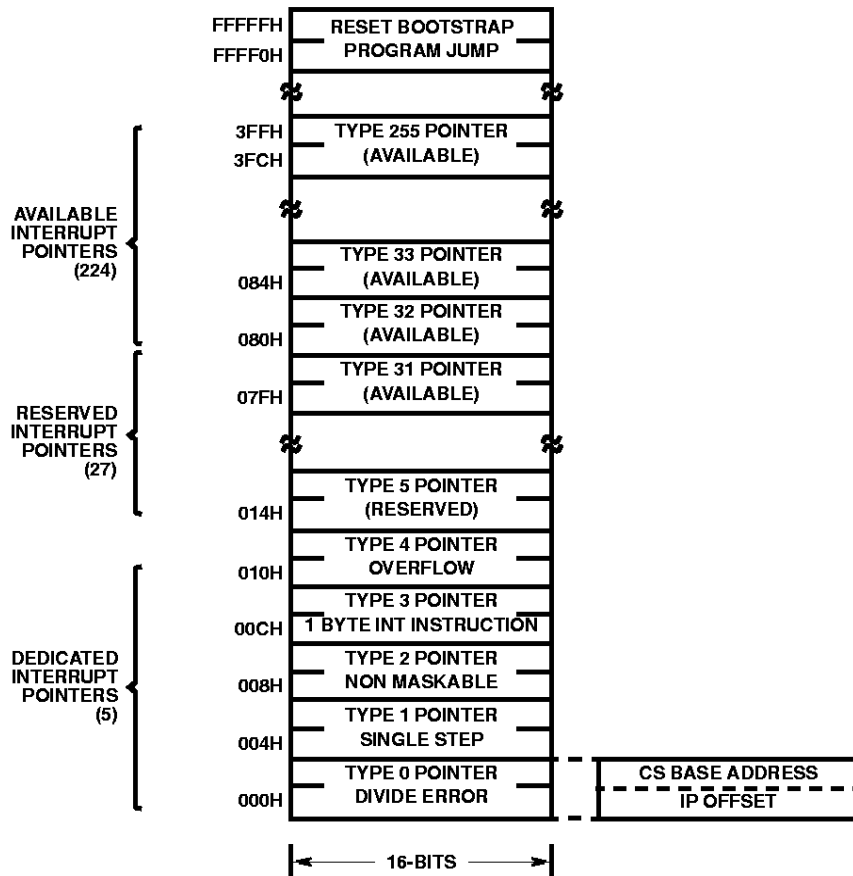 FFFFFH
RESET BOOTSTRAP
FFFF0H
PROGRAM JUMP
3FFH
TYPE 255 POINTER
3FCH
(AVAILABLE)
AVAILABLE
INTERRUPT
POINTERS
(224)
TYPE 33 POINTER
084H
(AVAILABLE)
TYPE 32 POINTER
080H
(AVAILABLE)
TYPE 31 POINTER
07FH
(AVAILABLE)
RESERVED
INTERRUPT
POINTERS
(27)
TYPE 5 POINTER
014H
(RESERVED)
TYPE 4 POINTER
010H
OVERFLOW
TYPE 3 POINTER
00CH
1 BYTE INT INSTRUCTION
DEDICATED
INTERRUPT
POINTERS
(5)
TYPE 2 POINTER
008H
NON MASKABLE
TYPE 1 POINTER
004H
SINGLE STEP
TYPE 0 POINTER
000H
DIVIDE ERROR
CS BASE ADDRESS
IP OFFSET
16-BITS